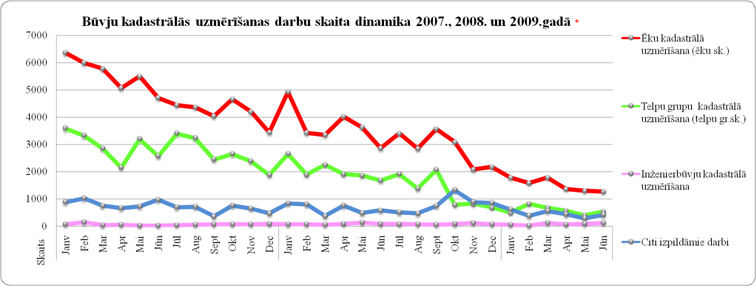 Būvju kadastrālās uzmērīšanas darbu skaita dinamika 2007., 2008. un 2009.gadā *
7000
6000
5000
4000
3000
2000
1000
0
Skaits
Janv Feb Mar Apr Mai Jūn Jūl Aug Sept Okt Nov Dec Janv Feb Mar Apr Mai Jūn Jūl Aug Sept Okt Nov Dec Janv Feb Mar Apr Mai Jūn
Ēku kadastrālā
uzmērīšana (ēku sk.)
Telpu grupu kadastrālā
uzmērīšana (telpu gr.sk.)
Inženierbūvju kadastrālā
uzmērīšana
Citi izpildāmie darbi